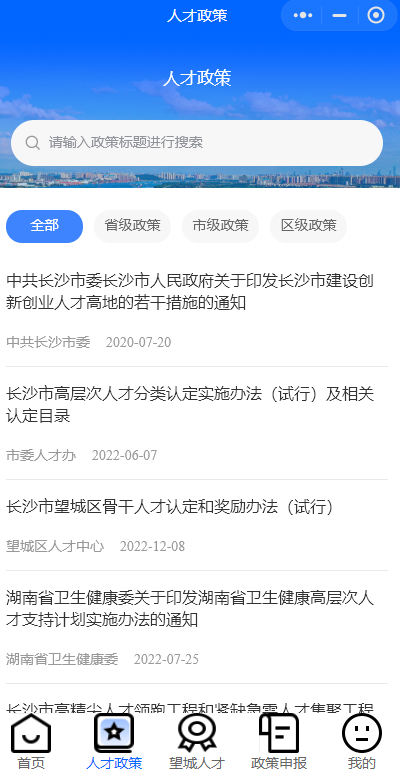 人才政策
人才政策
请输入政策标题进行搜索
全部 省级政策 市级政策 区级政策
中共长沙市委长沙市人民政府关于印发长沙市建设创
新创业人才高地的若干措施的通知
中共长沙市委 2020-07-20
长沙市高层次人才分类认定实施办法（试行）及相关
认定目录
市委人才办 2022-06-07
长沙市望城区骨干人才认定和奖励办法（试行）
望城区人才中心 2022-12-08
湖南省卫生健康委关于印发湖南省卫生健康高层次人
才支持计划实施办法的通知
湖南省卫生健康委 2022-07-25
长沙市高精尖人才领跑工程和紧缺急需人才集聚工程
首页 人才政策 望城人才 政策申报 我的